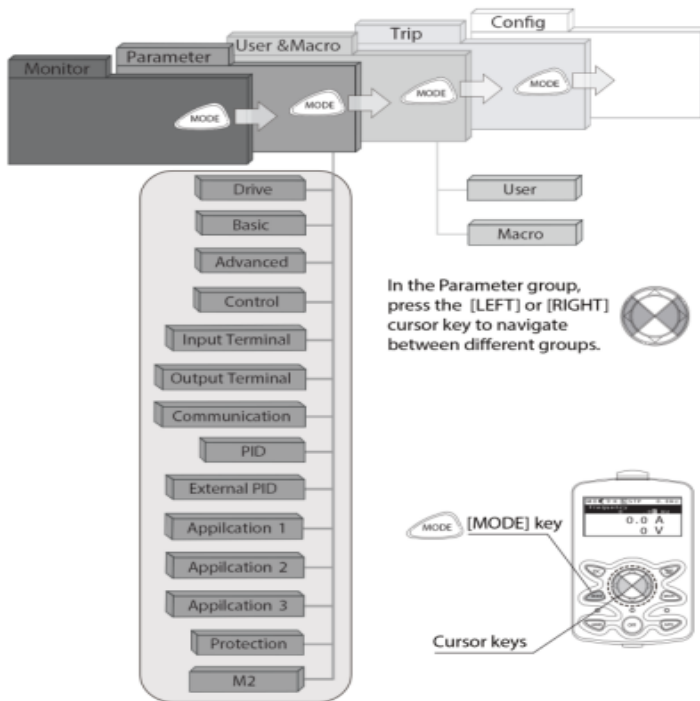 Config
Trip
User &Macro
Parameter
Monitor
MODE
MODE
MODE
MODE
Drive
User
Basic
Macro
Advanced
Control
In the Parameter group,
press the [LEFT] or [RIGHT]
cursor key to navigate
between different groups.
Input Terminal
Output Terminal
Communication
PID
External PID
Appilcation 1
Appilcation 2
Appilcation 3
Protection
M2
MODE [MODE] key
0.0 A
0 V
Cursor keys